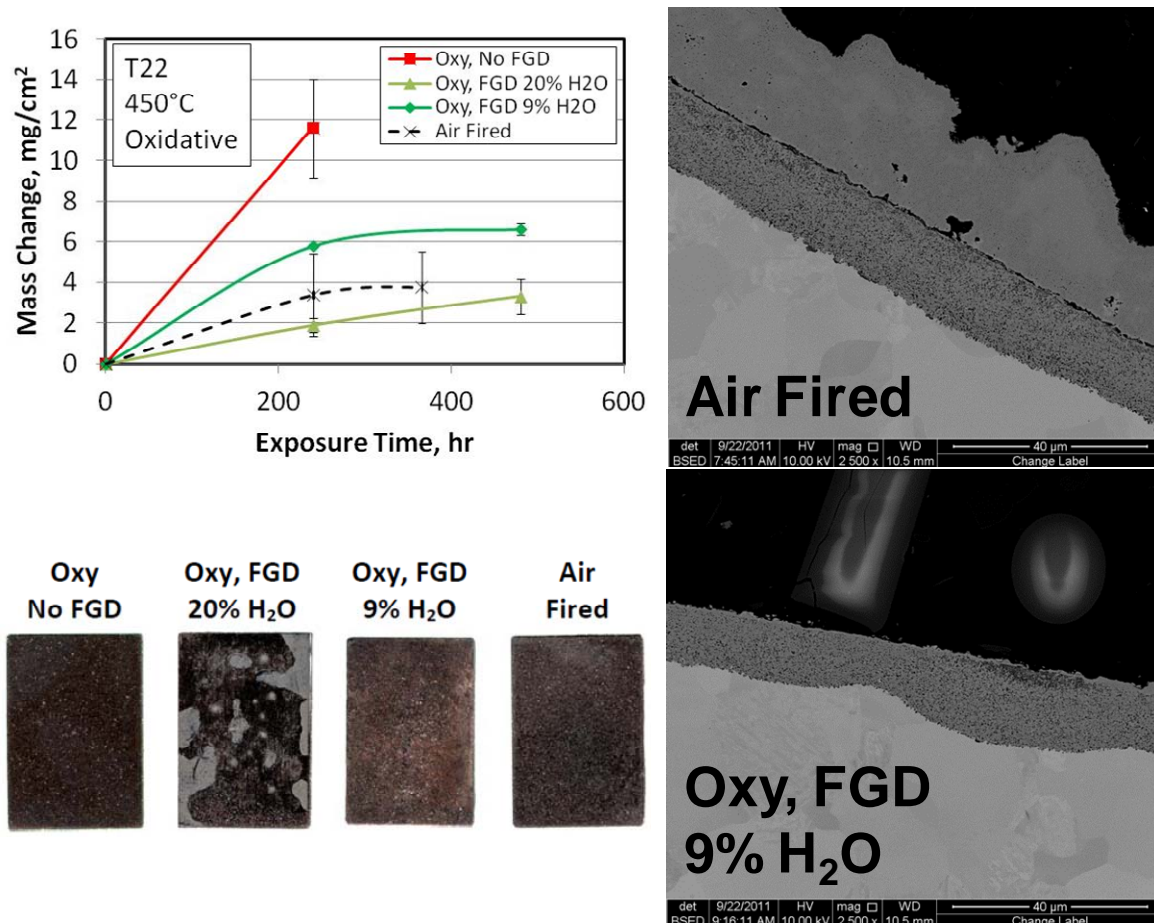 16
14
12
10
8
6
4
2
0
Mass Change, mg/cm²
T22
450°C
Oxidative
Oxy, No FGD
Oxy, FGD 20% H2O
Oxy, FGD 9% H2O
Air Fired
0 200 400 600
Exposure Time, hr
Air Fired
det 9/22/2011 HV mag □ WD 40 µm
BSED 7:45:11 AM 10.00 kV 2 500 x 10.5 mm Change Label
Oxy
No FGD
Oxy, FGD
20% H₂O
Oxy, FGD
9% H₂O
Air
Fired
Oxy, FGD
9% H₂O
det 9/22/2011 HV mag □ WD 40 µm
BSED 9:16:11 AM 10.00 kV 2 500 x 10.5 mm Change Label